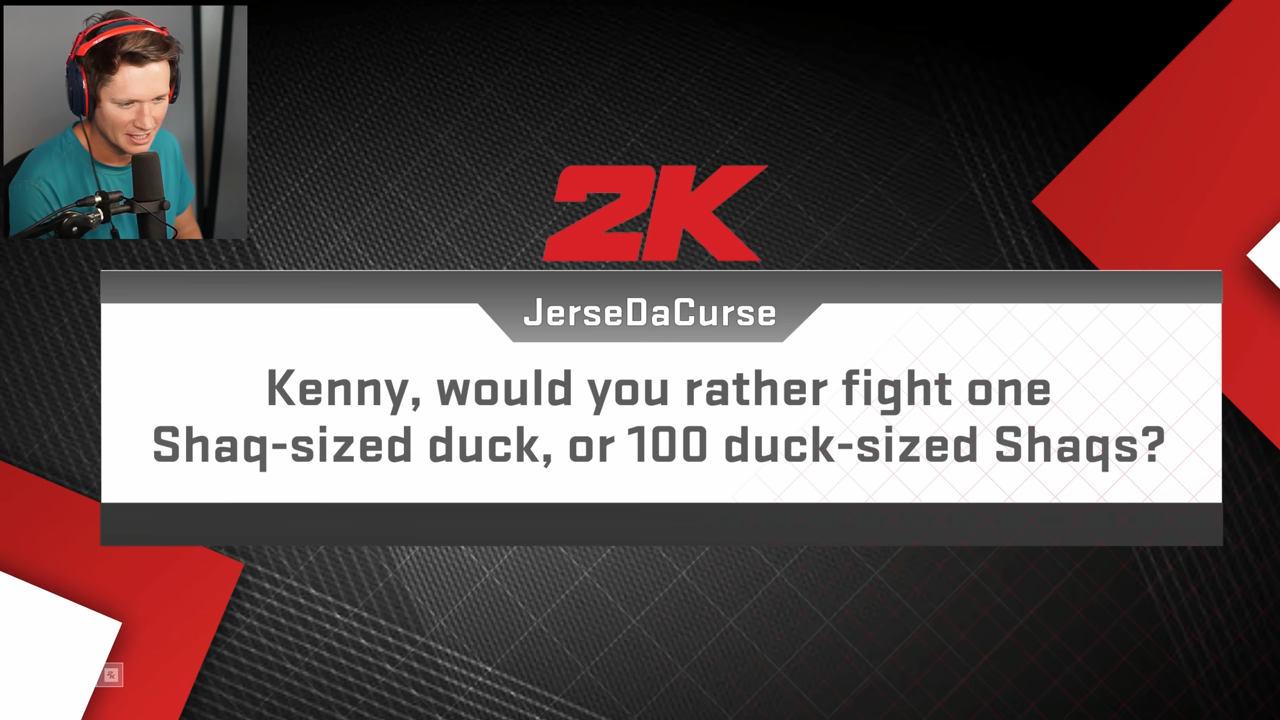 2K
JerseDaCurse
Kenny, would you rather fight one
Shaq-sized duck, or 100 duck-sized Shaqs?